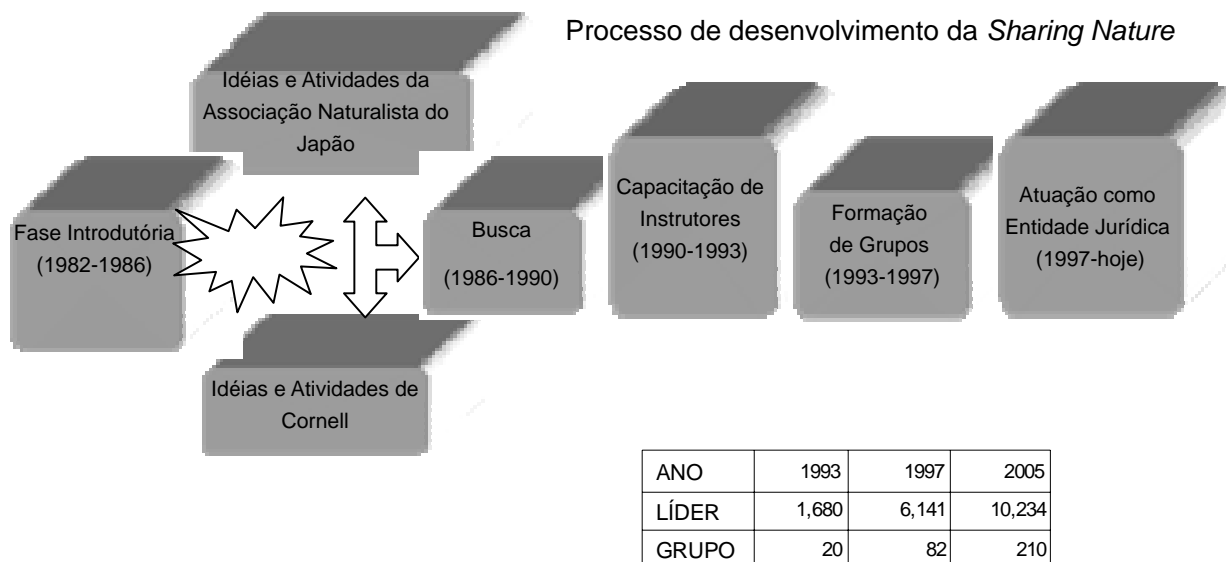 Processo de desenvolvimento da Sharing Nature
Idéias e Atividades da
Associação Naturalista do
Japão
Fase Introdutória
(1982-1986)
Busca
(1986-1990)
Capacitação de
Instrutores
(1990-1993)
Formação
de Grupos
(1993-1997)
Atuação como
Entidade Jurídica
(1997-hoje)
Idéias e Atividades de
Cornell
ANO 1993 1997 2005
LÍDER 1,680 6,141 10,234
GRUPO 20 82 210